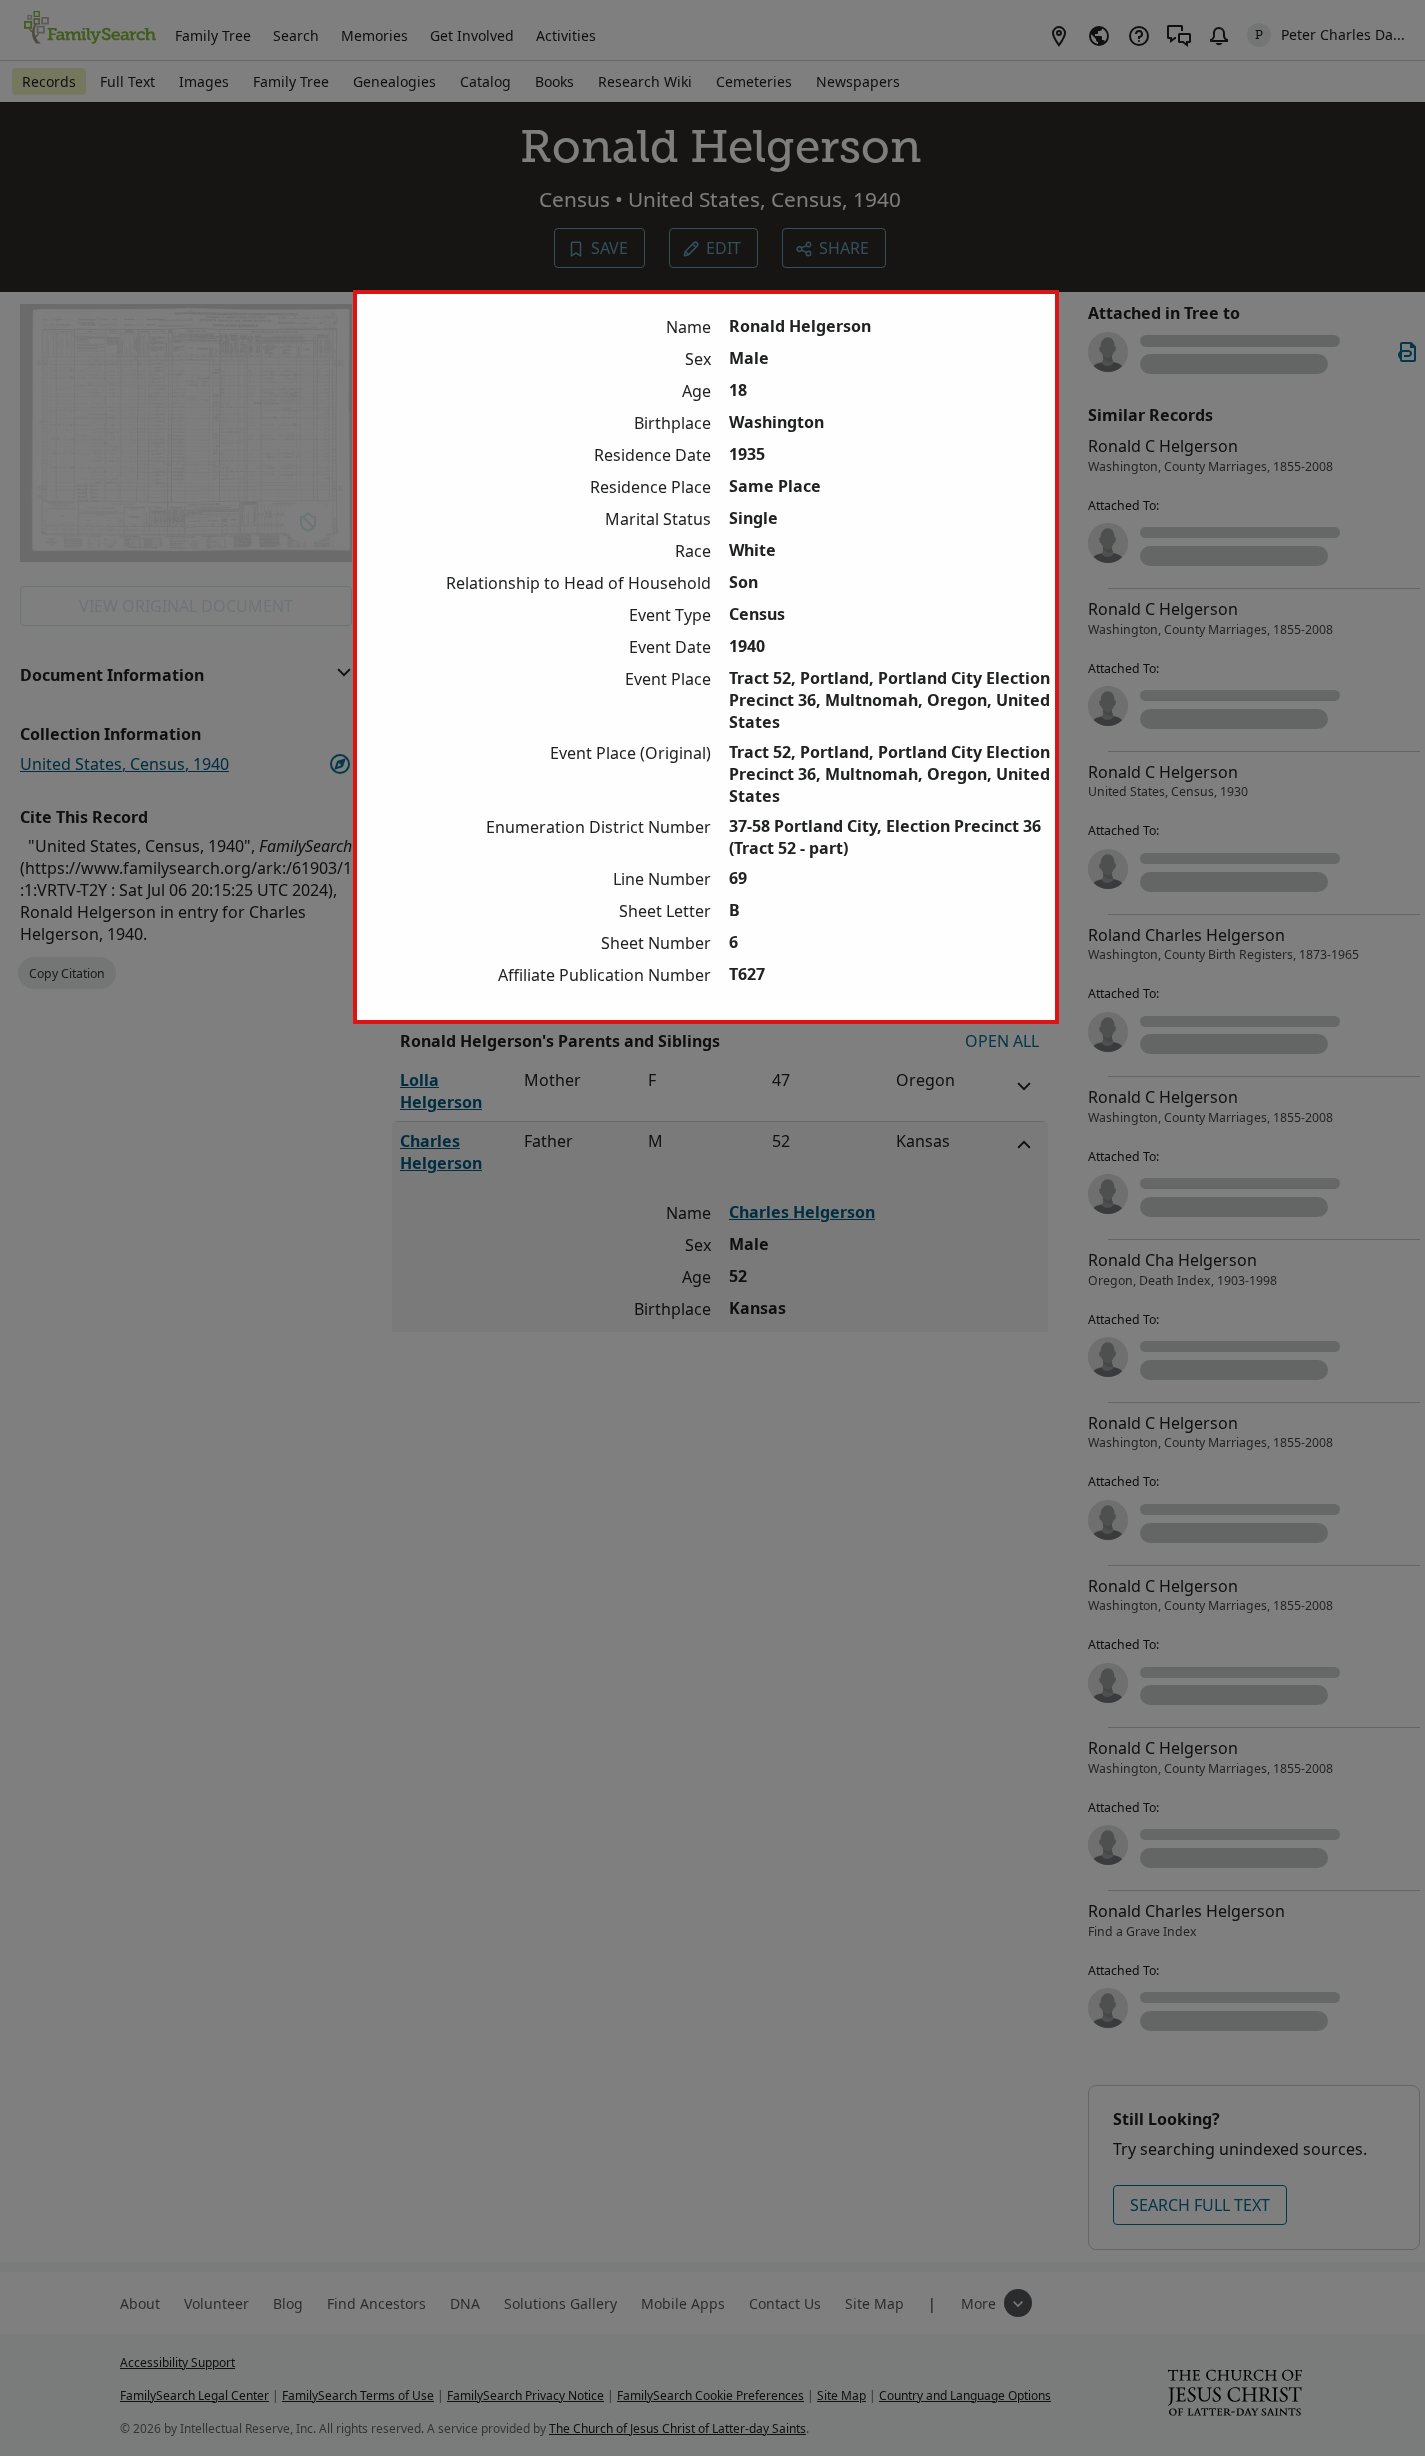 FamilySearch
Family Tree Search Memories Get Involved Activities
P Peter Charles Da...
Records Full Text Images Family Tree Genealogies Catalog Books Research Wiki Cemeteries Newspapers
Ronald Helgerson
Census • United States, Census, 1940
SAVE EDIT SHARE
VIEW ORIGINAL DOCUMENT
Document Information
Collection Information
United States, Census, 1940
Cite This Record
"United States, Census, 1940", FamilySearch
(https://www.familysearch.org/ark:/61903/1
:1:VRTV-T2Y : Sat Jul 06 20:15:25 UTC 2024),
Ronald Helgerson in entry for Charles
Helgerson, 1940.
Copy Citation
Name Ronald Helgerson
Sex Male
Age 18
Birthplace Washington
Residence Date 1935
Residence Place Same Place
Marital Status Single
Race White
Relationship to Head of Household Son
Event Type Census
Event Date 1940
Event Place Tract 52, Portland, Portland City Election
Precinct 36, Multnomah, Oregon, United
States
Event Place (Original) Tract 52, Portland, Portland City Election
Precinct 36, Multnomah, Oregon, United
States
Enumeration District Number 37-58 Portland City, Election Precinct 36
(Tract 52 - part)
Line Number 69
Sheet Letter B
Sheet Number 6
Affiliate Publication Number T627
Ronald Helgerson's Parents and Siblings OPEN ALL
Lolla Mother F 47 Oregon
Helgerson
Charles Father M 52 Kansas
Helgerson
Name Charles Helgerson
Sex Male
Age 52
Birthplace Kansas
Attached in Tree to
Similar Records
Ronald C Helgerson
Washington, County Marriages, 1855-2008
Attached To:
Ronald C Helgerson
Washington, County Marriages, 1855-2008
Attached To:
Ronald C Helgerson
United States, Census, 1930
Attached To:
Roland Charles Helgerson
Washington, County Birth Registers, 1873-1965
Attached To:
Ronald C Helgerson
Washington, County Marriages, 1855-2008
Attached To:
Ronald Cha Helgerson
Oregon, Death Index, 1903-1998
Attached To:
Ronald C Helgerson
Washington, County Marriages, 1855-2008
Attached To:
Ronald C Helgerson
Washington, County Marriages, 1855-2008
Attached To:
Ronald C Helgerson
Washington, County Marriages, 1855-2008
Attached To:
Ronald Charles Helgerson
Find a Grave Index
Attached To:
Still Looking?
Try searching unindexed sources.
SEARCH FULL TEXT
About Volunteer Blog Find Ancestors DNA Solutions Gallery Mobile Apps Contact Us Site Map | More
Accessibility Support
FamilySearch Legal Center | FamilySearch Terms of Use | FamilySearch Privacy Notice | FamilySearch Cookie Preferences | Site Map | Country and Language Options
© 2026 by Intellectual Reserve, Inc. All rights reserved. A service provided by The Church of Jesus Christ of Latter-day Saints.
THE CHURCH OF
JESUS CHRIST
OF LATTER-DAY SAINTS